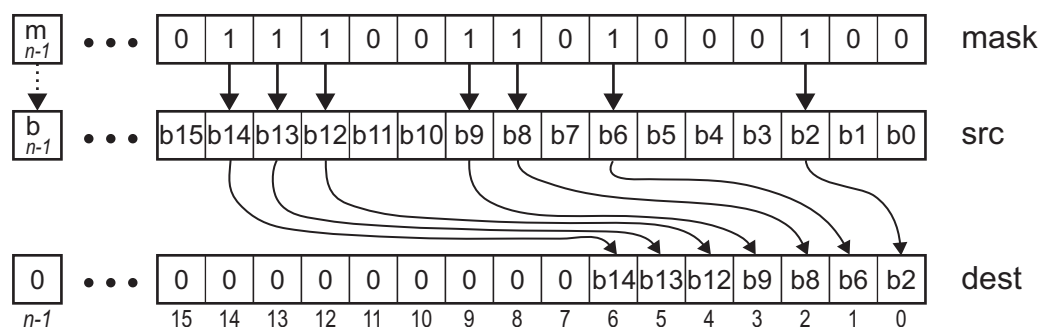 m n-1 • • • 0 1 1 1 0 0 1 1 0 1 0 0 0 1 0 0 mask
b n-1 • • • b15 b14 b13 b12 b11 b10 b9 b8 b7 b6 b5 b4 b3 b2 b1 b0 src
0 • • • 0 0 0 0 0 0 0 0 0 b14 b13 b12 b9 b8 b6 b2 dest
n-1 15 14 13 12 11 10 9 8 7 6 5 4 3 2 1 0